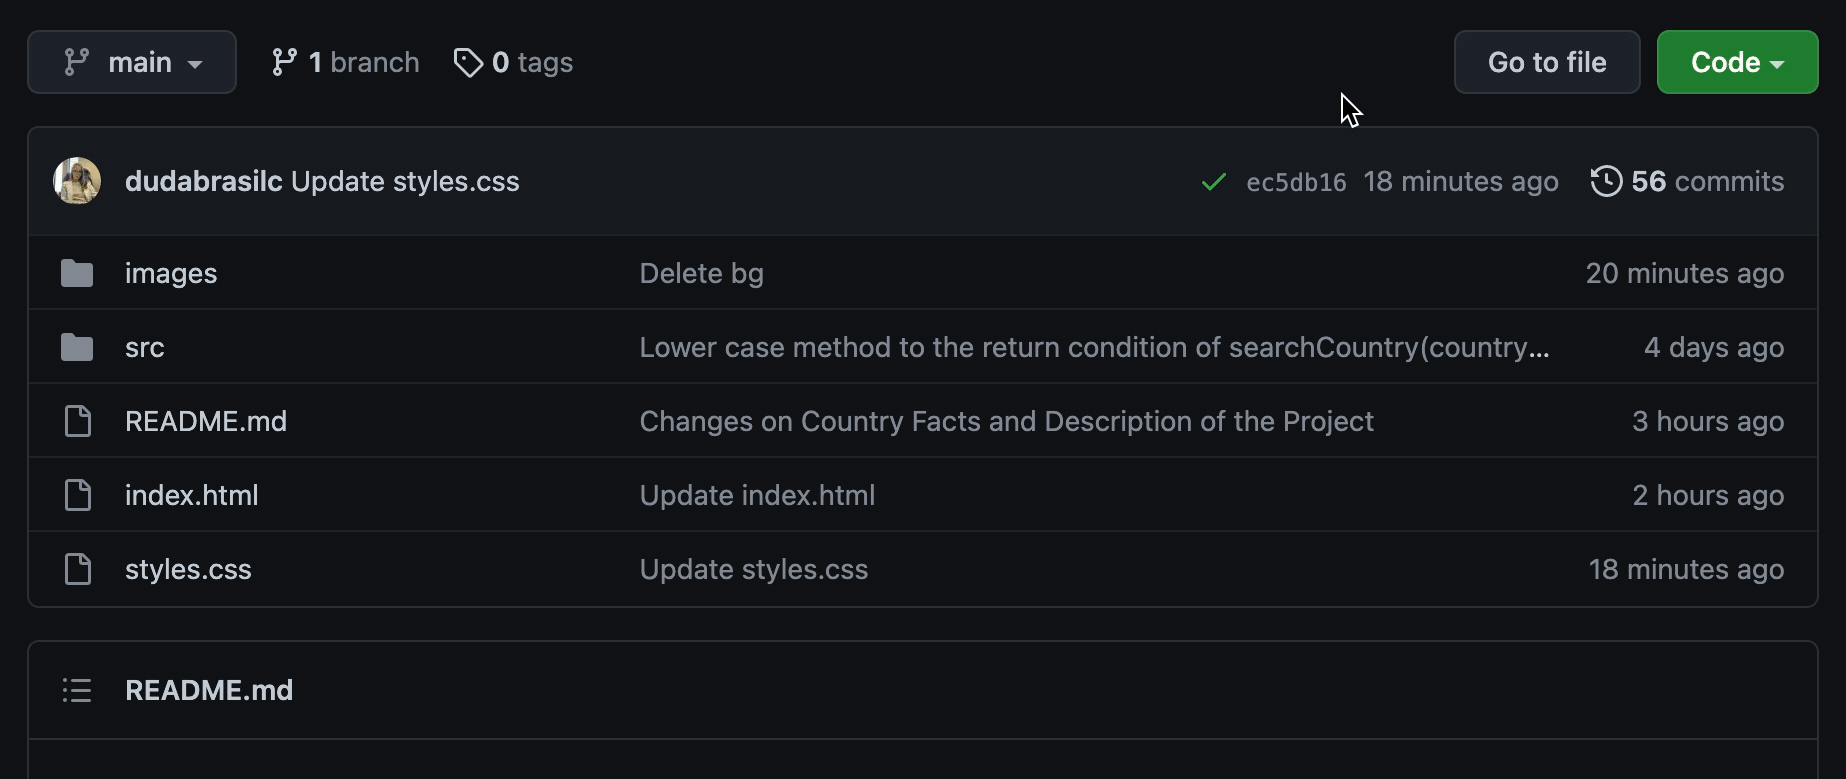 main 1 branch 0 tags Go to file Code
dudabrasilc Update styles.css ec5db16 18 minutes ago 56 commits
images Delete bg 20 minutes ago
src Lower case method to the return condition of searchCountry(country... 4 days ago
README.md Changes on Country Facts and Description of the Project 3 hours ago
index.html Update index.html 2 hours ago
styles.css Update styles.css 18 minutes ago
README.md